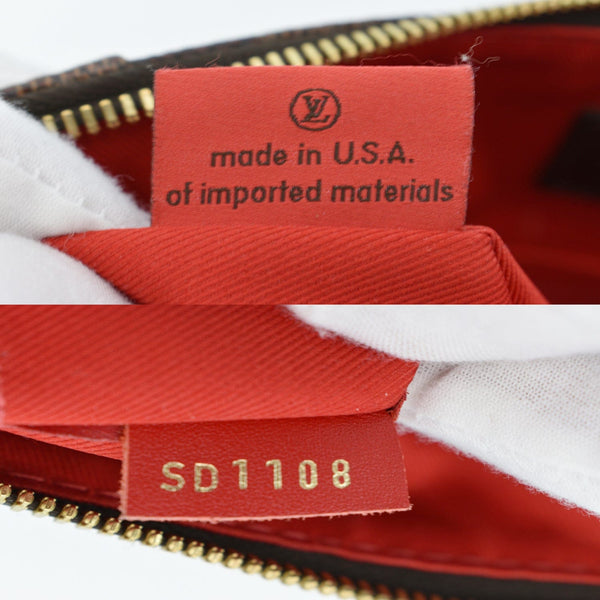 LV
made in U.S.A.
of imported materials
SD1108